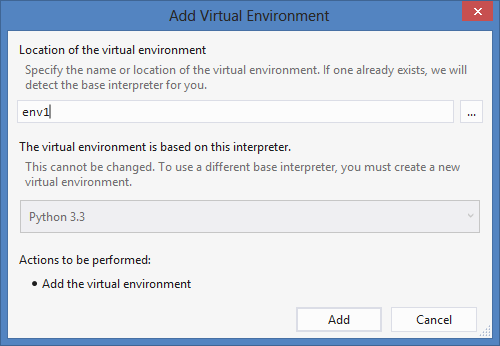 Add Virtual Environment
Location of the virtual environment
Specify the name or location of the virtual environment. If one already exists, we will
detect the base interpreter for you.
env1
...
The virtual environment is based on this interpreter.
This cannot be changed. To use a different base interpreter, you must create a new
virtual environment.
Python 3.3
Actions to be performed:
• Add the virtual environment
Add Cancel